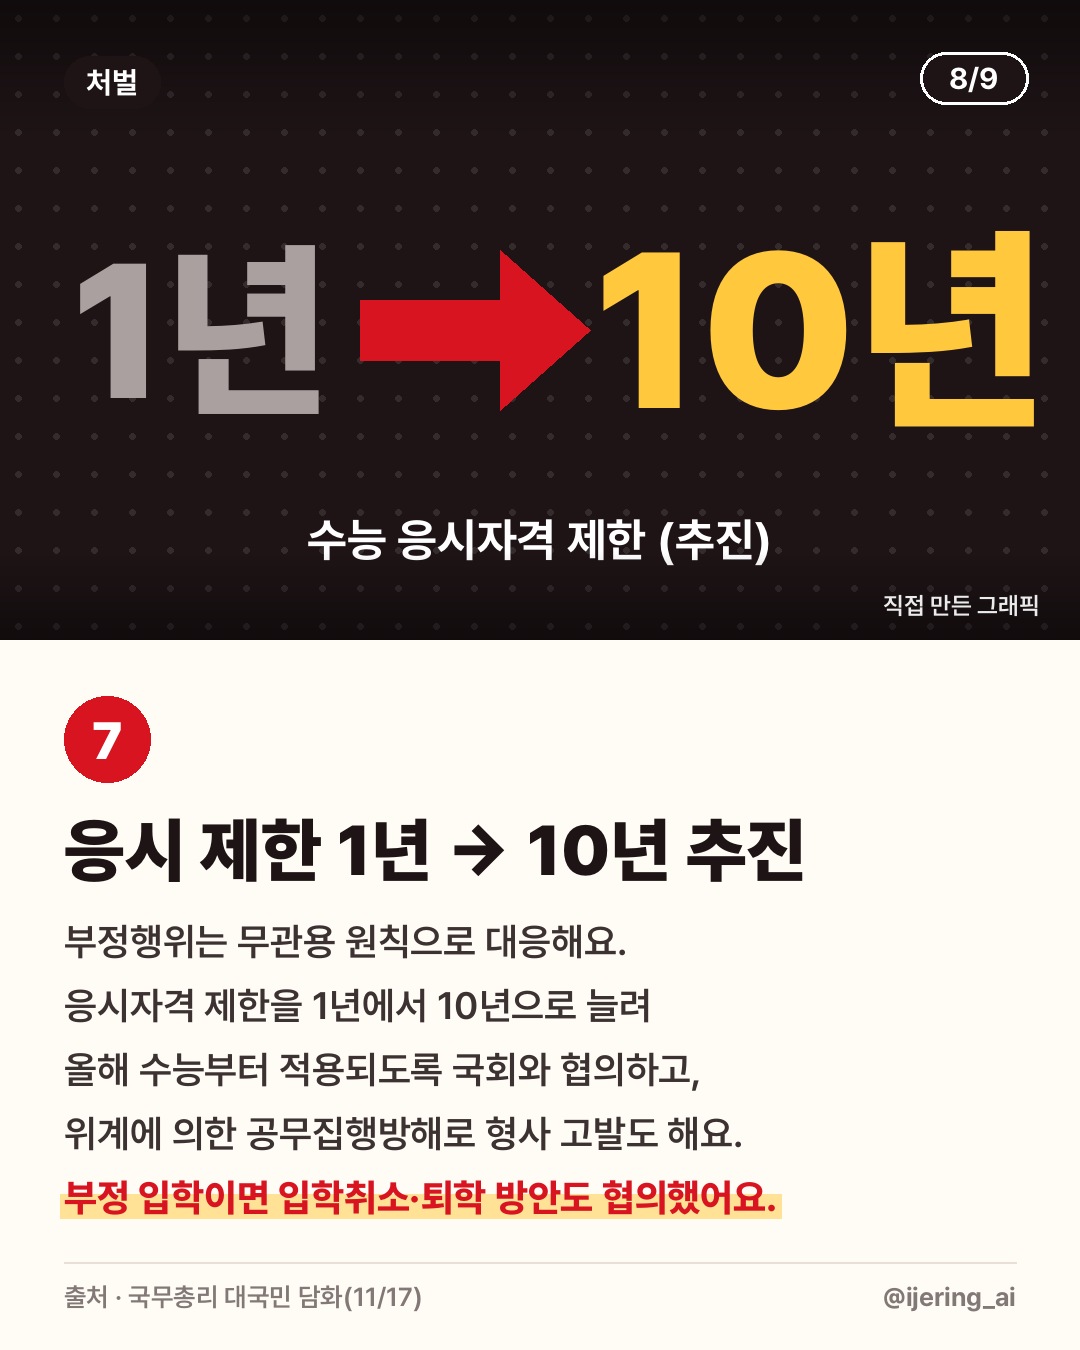 처벌
8/9
1년 → 10년
수능 응시자격 제한 (추진)
직접 만든 그래픽
7
응시 제한 1년 → 10년 추진
부정행위는 무관용 원칙으로 대응해요.
응시자격 제한을 1년에서 10년으로 늘려
올해 수능부터 적용되도록 국회와 협의하고,
위계에 의한 공무집행방해로 형사 고발도 해요.
부정 입학이면 입학취소·퇴학 방안도 협의했어요.
출처 · 국무총리 대국민 담화(11/17)
@ijering_ai